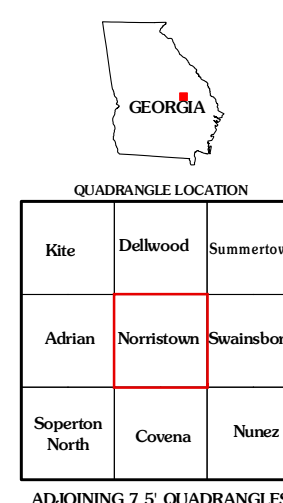 GEORGIA
QUADRANGLE LOCATION
Kite Dellwood Summertow
Adrian Norristown Swainsbor
Soperton
North Covena Nunez
ADJOINING 7.5' QUADRANGLES